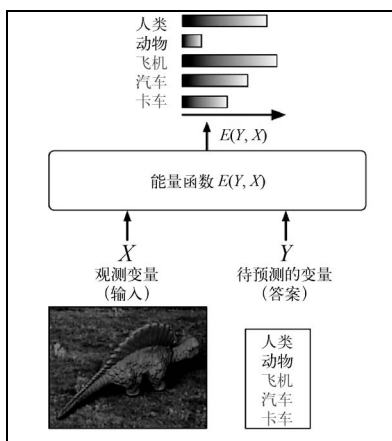 人类
动物
飞机
汽车
卡车
E(Y, X)
能量函数 E(Y, X)
X
Y
观测变量
（输入）
待预测的变量
（答案）
人类
动物
飞机
汽车
卡车